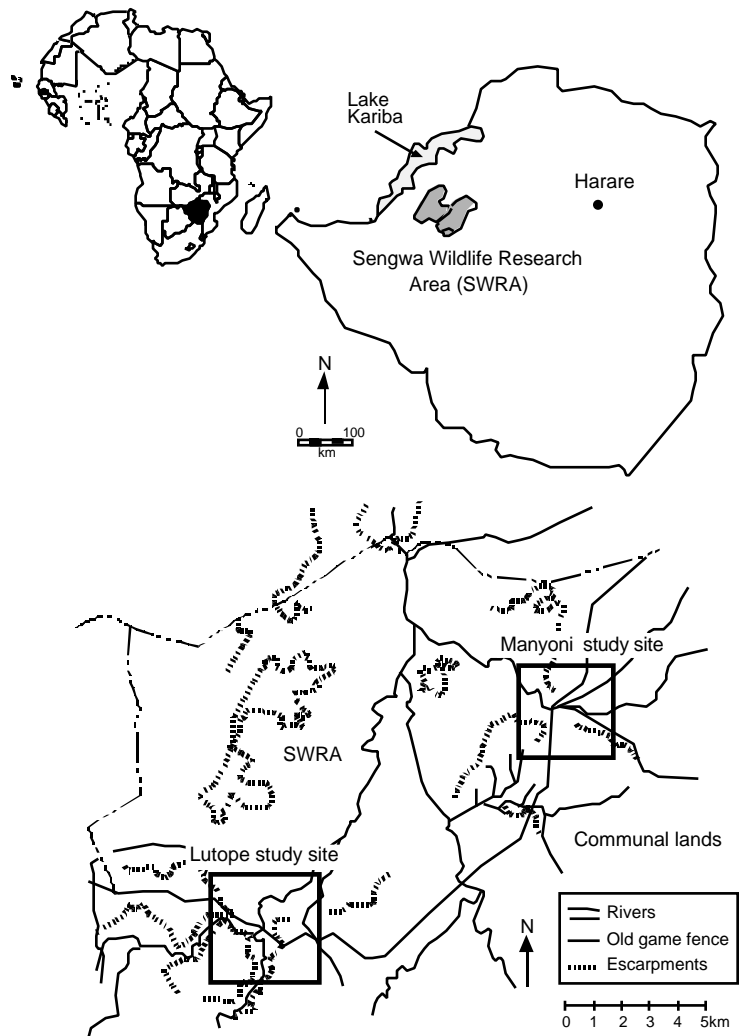 Lake
Kariba
Harare
Sengwa Wildlife Research
Area (SWRA)
N
0 100
km
Manyoni study site
SWRA
Communal lands
Lutope study site
N
Rivers
Old game fence
Escarpments
0 1 2 3 4 5km